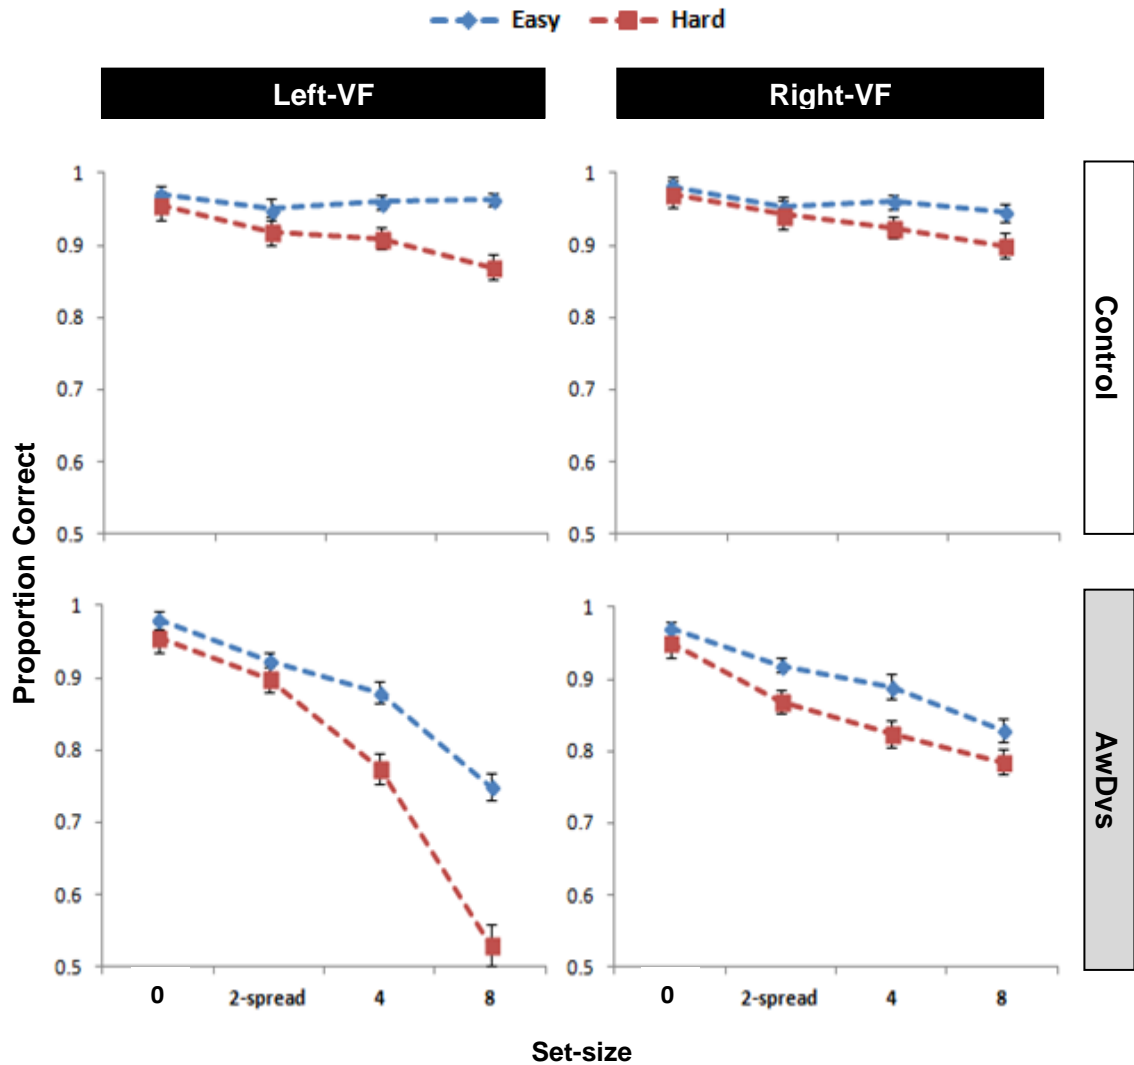 Easy Hard
Left-VF Right-VF
1 1
0.9 0.9
0.8 0.8
0.7 0.7
0.6 0.6
0.5 0.5
Control
Proportion Correct
1 1
0.9 0.9
0.8 0.8
0.7 0.7
0.6 0.6
0.5 0.5
AwDvs
0 2-spread 4 8 0 2-spread 4 8
Set-size